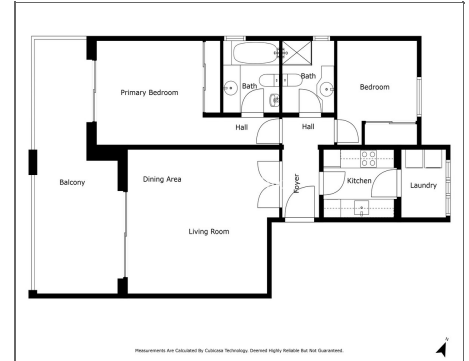 Bath
Bath
Primary Bedroom
Bedroom
Hall
Hall
Dining Area
Foyer
Kitchen
Balcony
Laundry
Living Room
Measurements Are Calculated By Cubicasa Technology. Deemed Highly Reliable But Not Guaranteed.
N